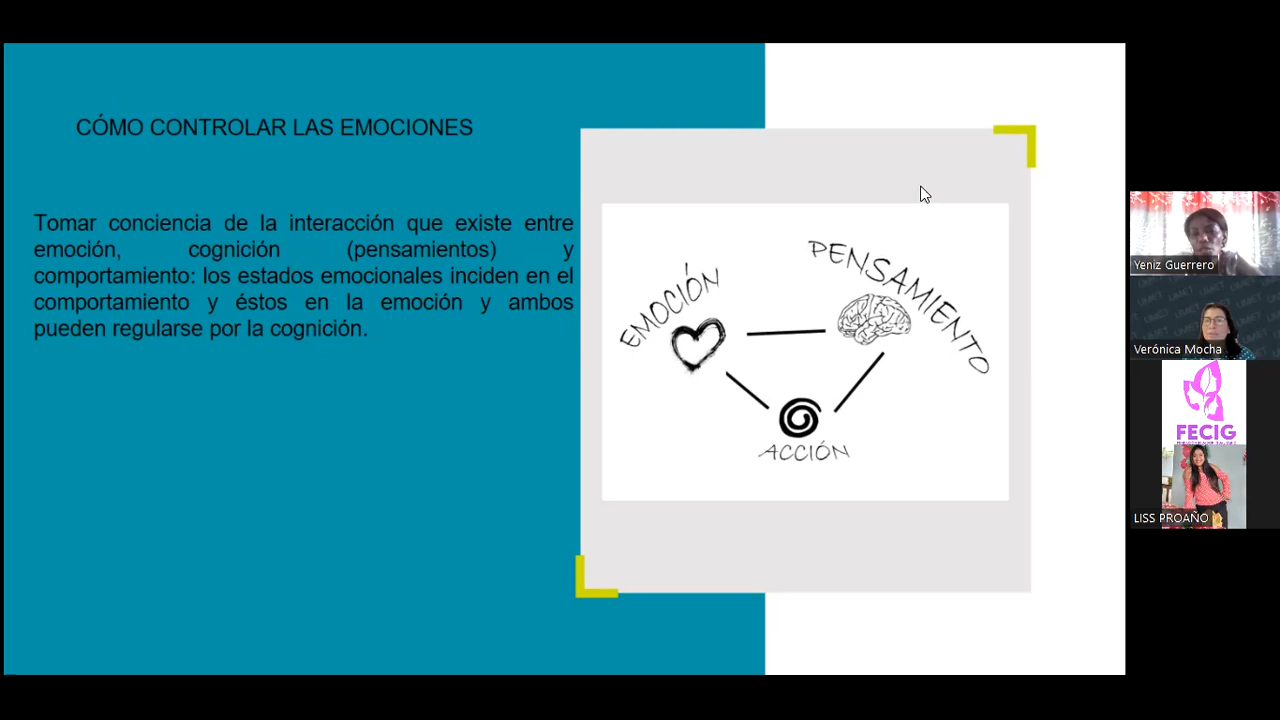 CÓMO CONTROLAR LAS EMOCIONES
Tomar conciencia de la interacción que existe entre
emoción, cognición (pensamientos) y
comportamiento: los estados emocionales inciden en el
comportamiento y éstos en la emoción y ambos
pueden regularse por la cognición.
EMOCIÓN
PENSAMIENTO
ACCIÓN
Yeniz Guerrero
Verónica Mocha
FECIG
LISS PROAÑO